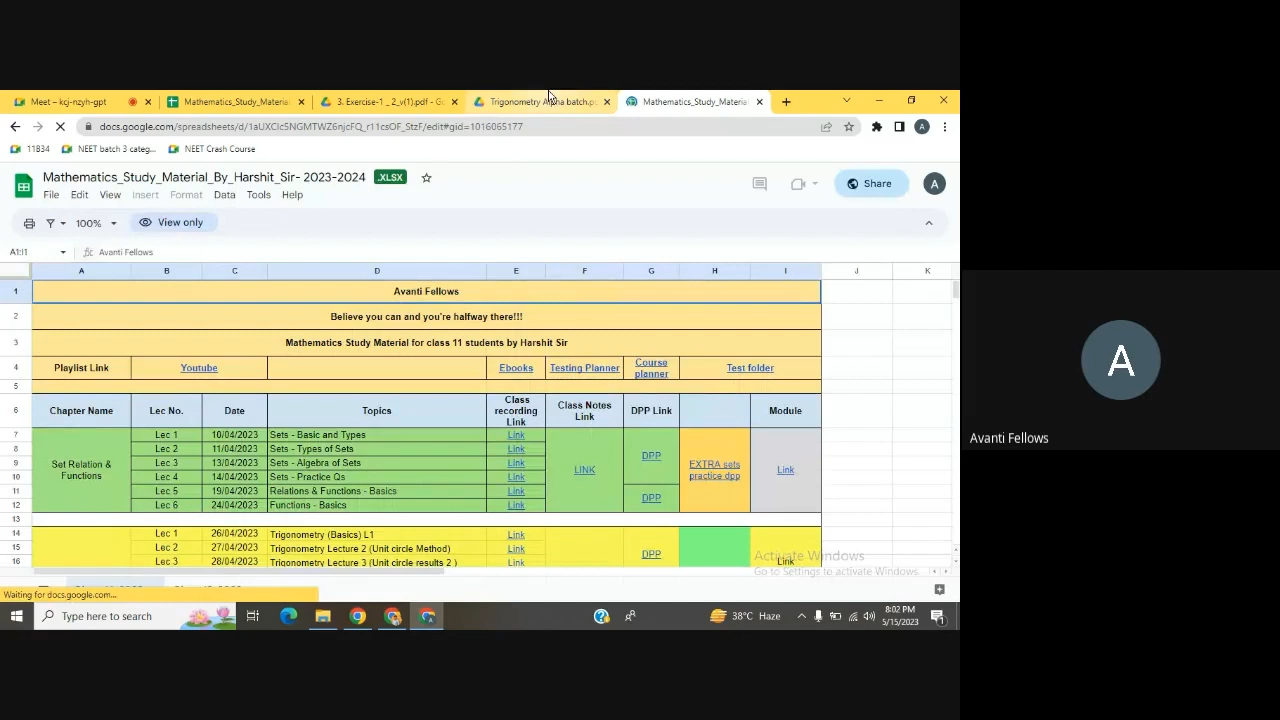 Meet – kcj-nzyh-gpt
Mathematics_Study_Material
3. Exercise-1 _ 2_v(1).pdf - Go
Trigonometry Alpha batch.pd
Mathematics_Study_Material
docs.google.com/spreadsheets/d/
11B34
NEET batch 3 categ...
NEET Crash Course
Mathematics_Study_Material_By_Harshit_Sir- 2023-2024 .XLSX
Share
A
File Edit View Insert Format Data Tools Help
100%
View only
A1:I1
Avanti Fellows
A B C D E F G H I J K
1 Avanti Fellows
2 Believe you can and you're halfway there!!!
3 Mathematics Study Material for class 11 students by Harshit Sir
4 Playlist Link Youtube Ebooks Testing Planner Course planner Test folder
5
6 Chapter Name Lec No. Date Topics Class recording Link Class Notes Link DPP Link Module
7 Lec 1 10/04/2023 Sets - Basic and Types Link
8 Lec 2 11/04/2023 Sets - Types of Sets Link
9 Set Relation & Functions Lec 3 13/04/2023 Sets - Algebra of Sets Link LINK DPP EXTRA sets practice dpp Link
10 Lec 4 14/04/2023 Sets - Practice Qs Link
11 Lec 5 19/04/2023 Relations & Functions - Basics Link DPP
12 Lec 6 24/04/2023 Functions - Basics Link
13
14 Lec 1 26/04/2023 Trigonometry (Basics) L1 Link
15 Lec 2 27/04/2023 Trigonometry Lecture 2 (Unit circle Method) Link DPP
16 Lec 3 28/04/2023 Trigonometry Lecture 3 (Unit circle results 2 ) Link Link
Activate Windows
Go to Settings to activate Windows.
Waiting for docs.google.com...
Type here to search
38°C Haze
8:02 PM
5/15/2023
A
Avanti Fellows